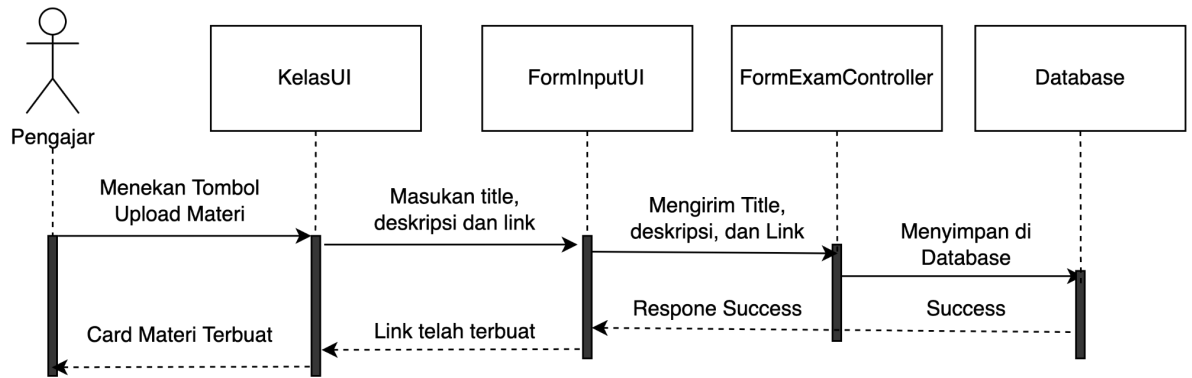 KelasUI
FormInputUI
FormExamController
Database
Pengajar
Menekan Tombol
Upload Materi
Masukan title,
deskripsi dan link
Mengirim Title,
deskripsi, dan Link
Menyimpan di
Database
Respone Success
Success
Link telah terbuat
Card Materi Terbuat